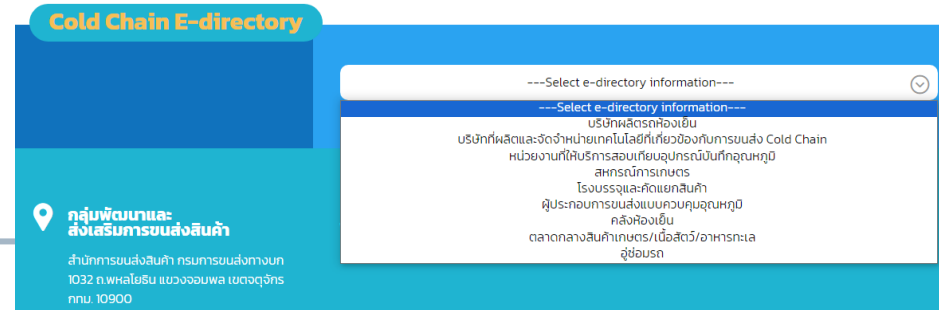 Cold Chain E-directory
---Select e-directory information---
---Select e-directory information---
บริษัทผลิตรถห้องเย็น
บริษัทที่ผลิตและจัดจำหน่ายเทคโนโลยีที่เกี่ยวข้องกับการขนส่ง Cold Chain
หน่วยงานที่ให้บริการสอบเทียบอุปกรณ์บันทึกอุณหภูมิ
สหกรณ์การเกษตร
โรงบรรจุและคัดแยกสินค้า
ผู้ประกอบการขนส่งแบบควบคุมอุณหภูมิ
คลังห้องเย็น
ตลาดกลางสินค้าเกษตร/เนื้อสัตว์/อาหารทะเล
อู่ซ่อมรถ
กลุ่มพัฒนาและ
ส่งเสริมการขนส่งสินค้า
สำนักการขนส่งสินค้า กรมการขนส่งทางบก
1032 ถ.พหลโยธิน แขวงจอมพล เขตจตุจักร
กทม. 10900